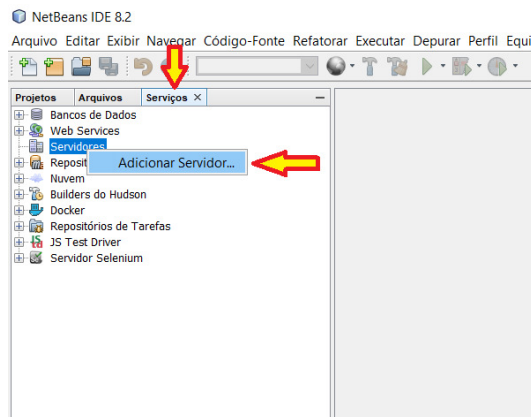 NetBeans IDE 8.2
Arquivo Editar Exibir Navegar Código-Fonte Refatorar Executar Depurar Perfil Equi
Projetos Arquivos Serviços
Bancos de Dados
Web Services
Servidores
Reposit
Adicionar Servidor...
Nuvem
Builders do Hudson
Docker
Repositórios de Tarefas
JS Test Driver
Servidor Selenium